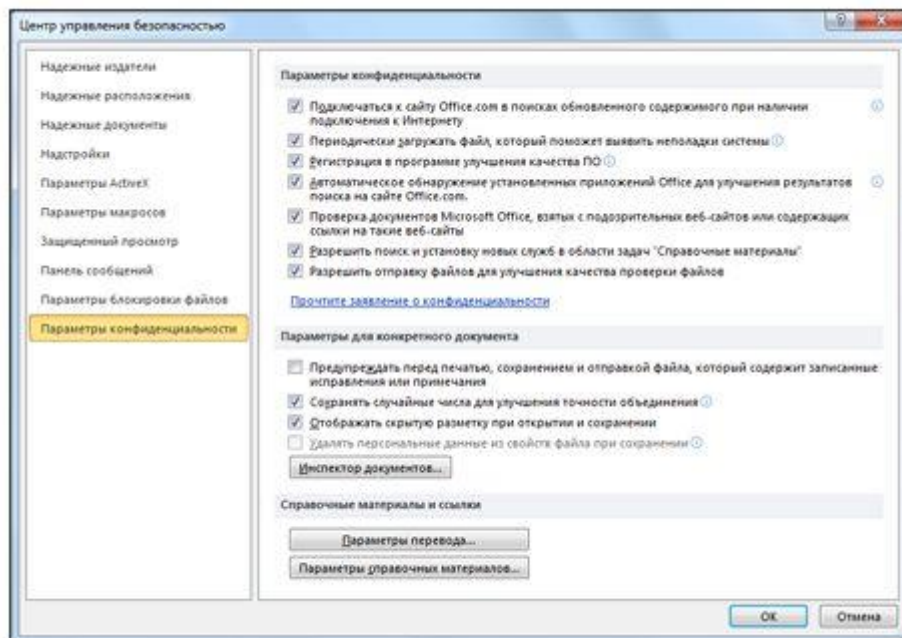 Центр управления безопасностью
Надежные издатели
Надежные расположения
Надежные документы
Надстройки
Параметры ActiveX
Параметры макросов
Защищенный просмотр
Панель сообщений
Параметры блокировки файлов
Параметры конфиденциальности
Параметры конфиденциальности
Подключаться к сайту Office.com в поисках обновленного содержимого при наличии
подключения к Интернету
Периодически загружать файл, который поможет выявить неполадки системы
Регистрация в программе улучшения качества ПО
Автоматическое обнаружение установленных приложений Office для улучшения результатов
поиска на сайте Office.com.
Проверка документов Microsoft Office, взятых с подозрительных веб-сайтов или содержащих
ссылки на такие веб-сайты
Разрешить поиск и установку новых служб в области задач "Справочные материалы"
Разрешить отправку файлов для улучшения качества проверки файлов
Прочтите заявление о конфиденциальности
Параметры для конкретного документа
Предупреждать перед печатью, сохранением и отправкой файла, который содержит записанные
исправления или примечания
Сохранять случайные числа для улучшения точности объединения
Отображать скрытую разметку при открытии и сохранении
Удалять персональные данные из свойств файла при сохранении
Инспектор документов...
Справочные материалы и ссылки
Параметры перевода...
Параметры справочных материалов...
ОК
Отмена